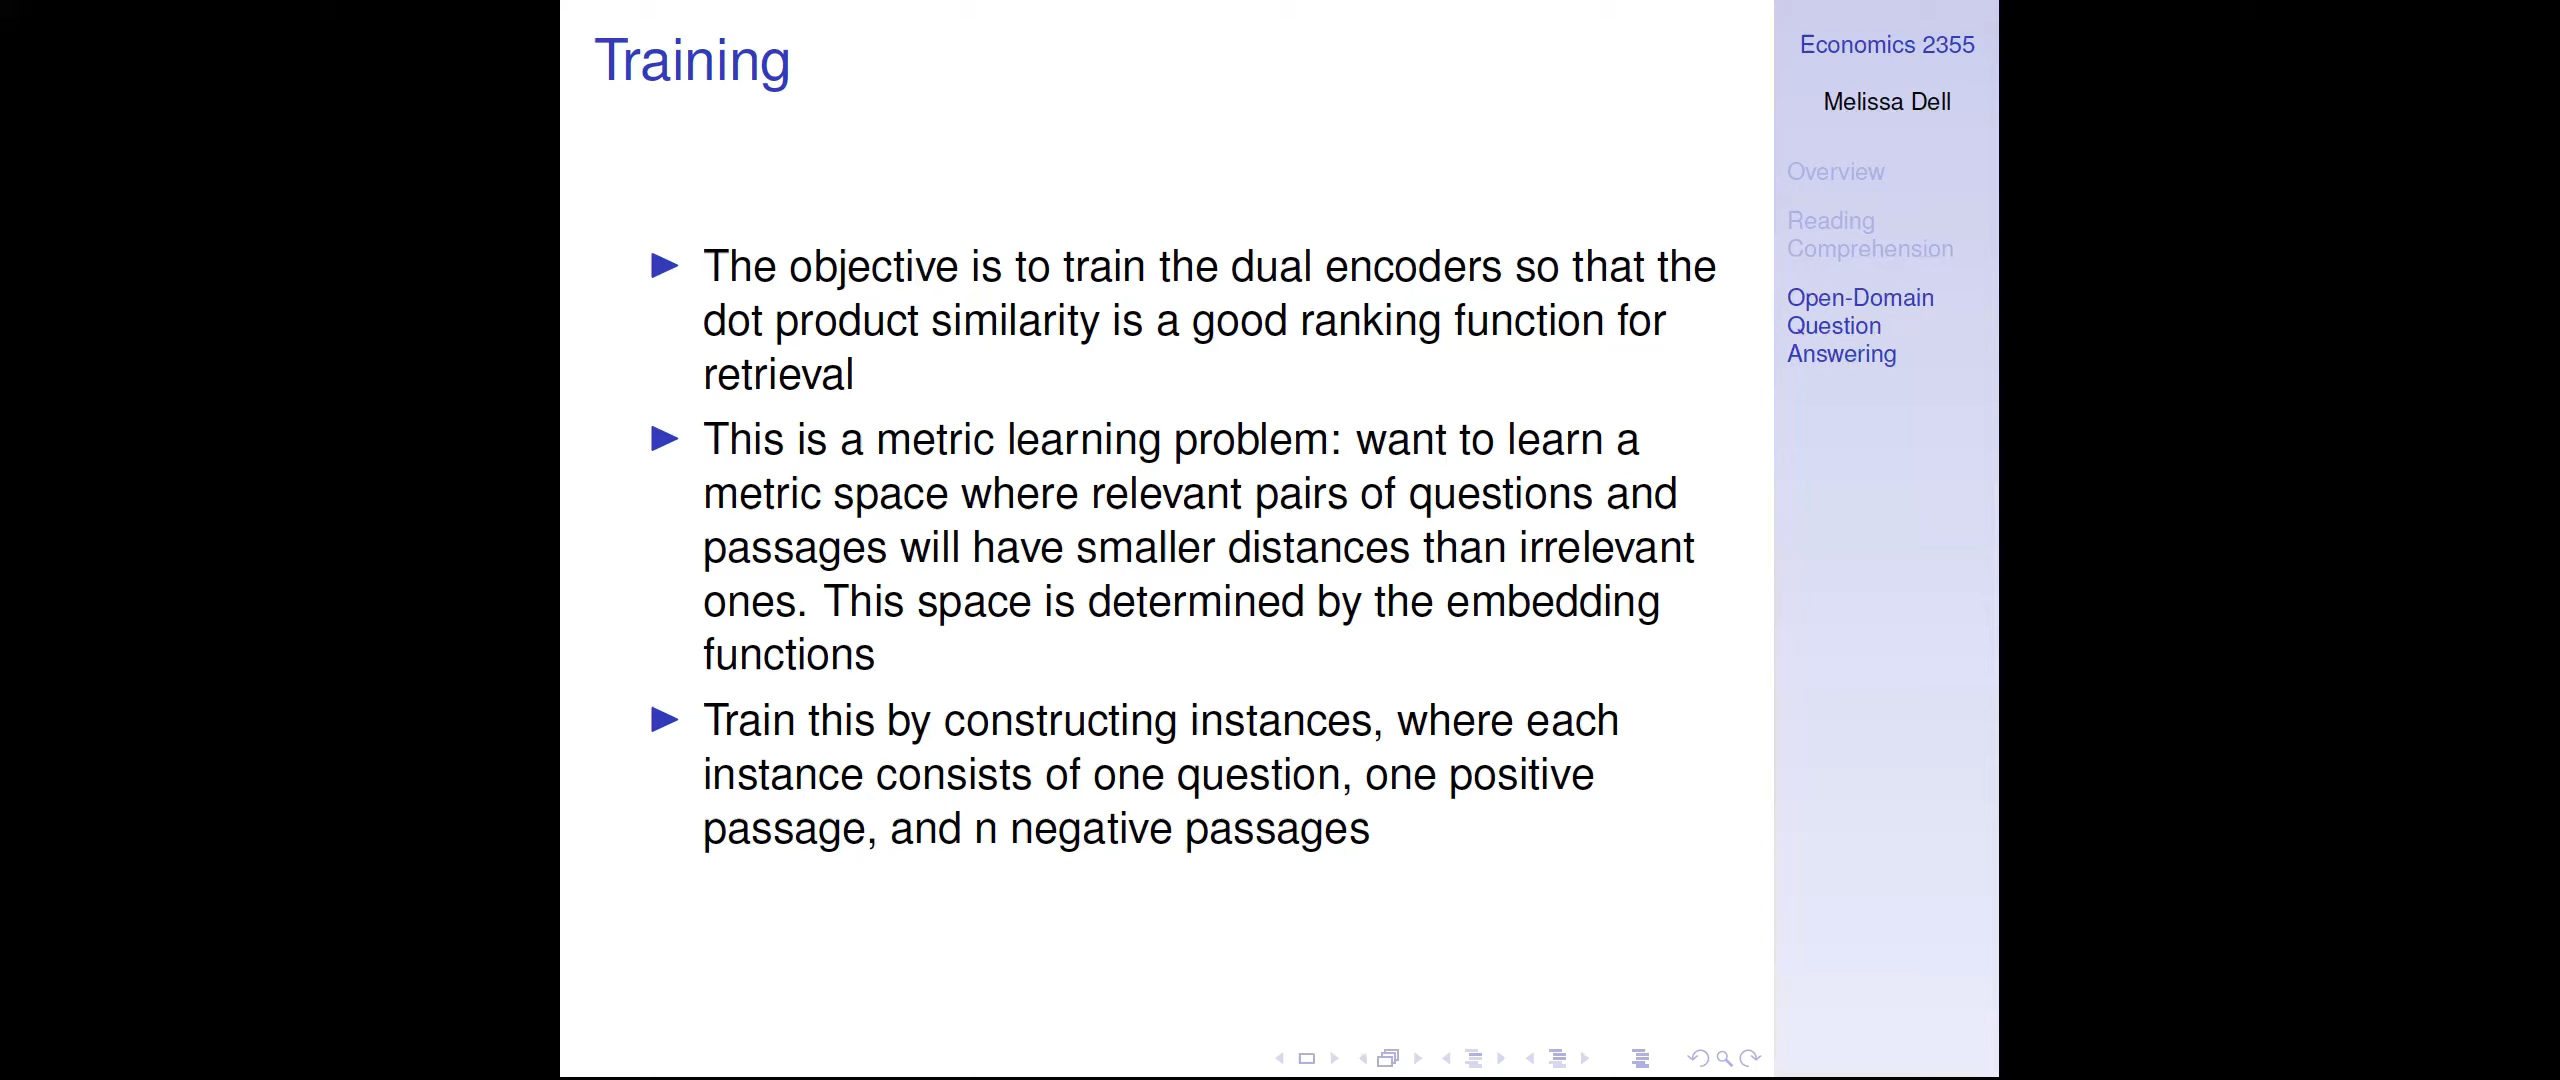 Training
The objective is to train the dual encoders so that the
dot product similarity is a good ranking function for
retrieval
This is a metric learning problem: want to learn a
metric space where relevant pairs of questions and
passages will have smaller distances than irrelevant
ones. This space is determined by the embedding
functions
Train this by constructing instances, where each
instance consists of one question, one positive
passage, and n negative passages
Economics 2355
Melissa Dell
Overview
Reading
Comprehension
Open-Domain
Question
Answering